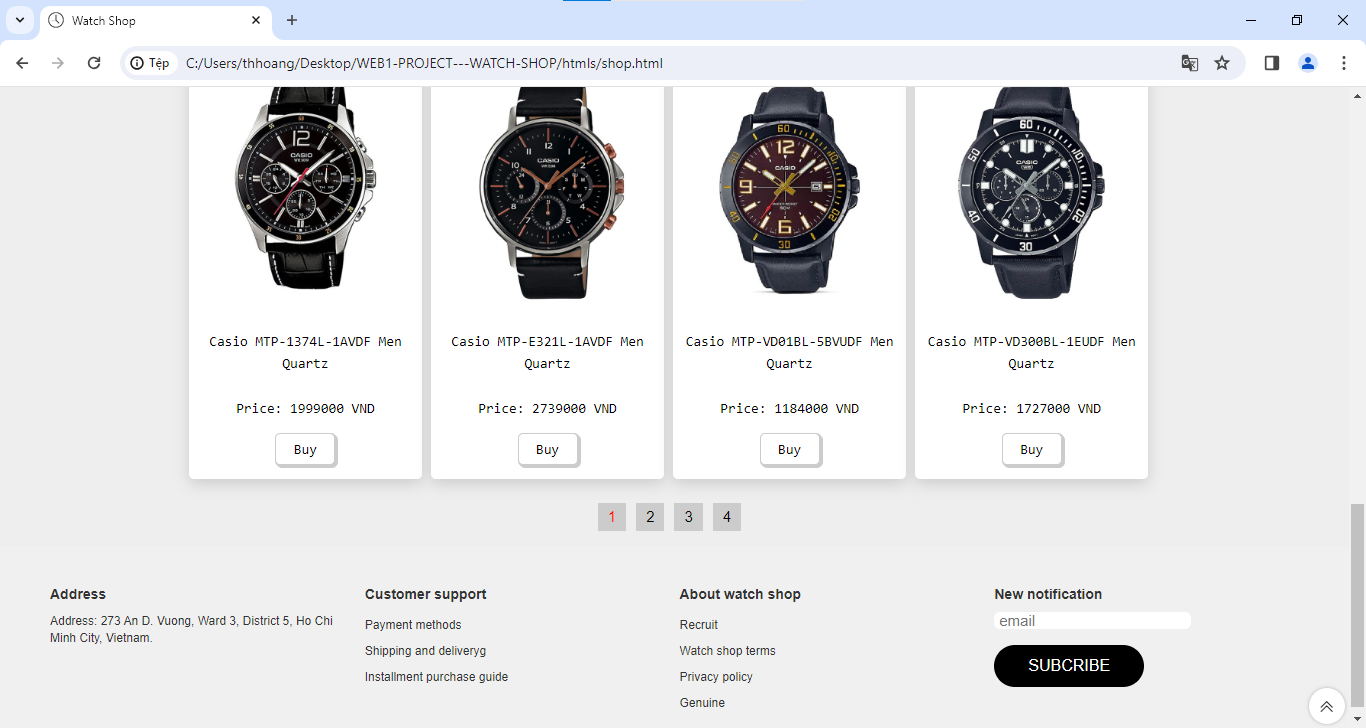 Watch Shop
Tệp C:/Users/thhoang/Desktop/WEB1-PROJECT---WATCH-SHOP/htmls/shop.html
CASIO
CASIO
CASIO
CASIO
Casio MTP-1374L-1AVDF Men
Quartz
Price: 1999000 VND
Buy
Casio MTP-E321L-1AVDF Men
Quartz
Price: 2739000 VND
Buy
Casio MTP-VD01BL-5BVUDF Men
Quartz
Price: 1184000 VND
Buy
Casio MTP-VD300BL-1EUDF Men
Quartz
Price: 1727000 VND
Buy
1 2 3 4
Address
Address: 273 An D. Vuong, Ward 3, District 5, Ho Chi
Minh City, Vietnam.
Customer support
Payment methods
Shipping and deliveryg
Installment purchase guide
About watch shop
Recruit
Watch shop terms
Privacy policy
Genuine
New notification
email
SUBCRIBE